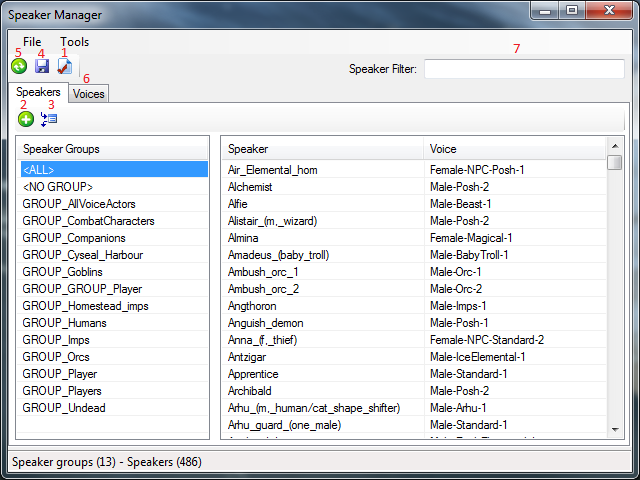 Speaker Manager
File Tools
5 4 1 7
Speaker Filter:
6
Speakers Voices
2 3
Speaker Groups
<ALL>
<NO GROUP>
GROUP_AllVoiceActors
GROUP_CombatCharacters
GROUP_Companions
GROUP_Cyseal_Harbour
GROUP_Goblins
GROUP_GROUP_Player
GROUP_Homestead_imps
GROUP_Humans
GROUP_Imps
GROUP_Orcs
GROUP_Player
GROUP_Players
GROUP_Undead
Speaker Voice
Air_Elemental_hom Female-NPC-Posh-1
Alchemist Male-Posh-2
Alfie Male-Beast-1
Alistair_(m,_wizard) Male-Posh-2
Almina Female-Magical-1
Amadeus_(baby_troll) Male-BabyTroll-1
Ambush_orc_1 Male-Orc-1
Ambush_orc_2 Male-Orc-2
Angthoron Male-Imps-1
Anguish_demon Male-Posh-1
Anna_(f,_thief) Female-NPC-Standard-2
Antzigar Male-IceElemental-1
Apprentice Male-Standard-1
Archibald Male-Posh-2
Arhu_(m,_human/cat_shape_shifter) Male-Arhu-1
Arhu_guard_(one_male) Male-Standard-1
Speaker groups (13) - Speakers (486)